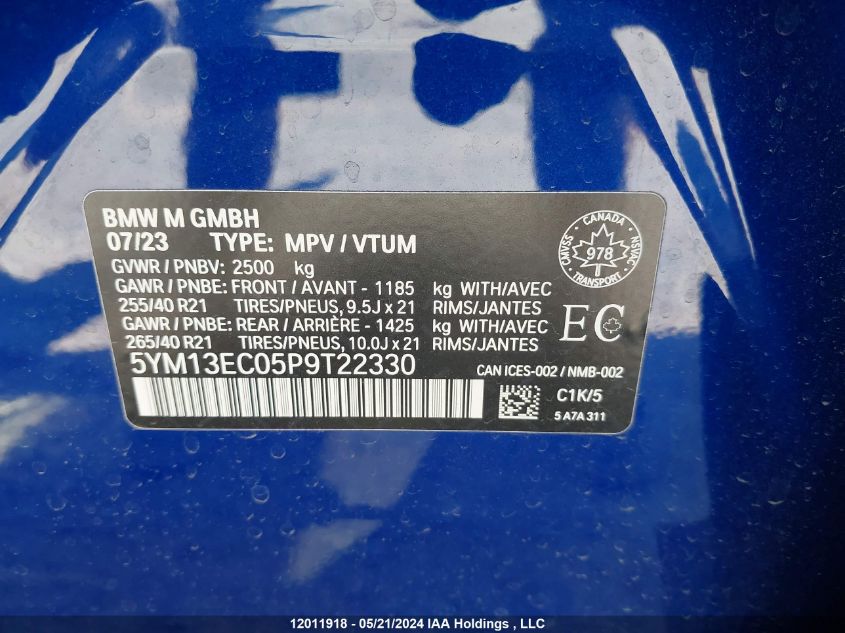 BMW M GMBH
07/23 TYPE: MPV / VTUM
GVWR / PNBV: 2500 kg
GAWR / PNBE: FRONT / AVANT - 1185 kg WITH/AVEC
255/40 R21 TIRES/PNEUS, 9.5J x 21 RIMS/JANTES
GAWR / PNBE: REAR / ARRIÈRE - 1425 kg WITH/AVEC
265/40 R21 TIRES/PNEUS, 10.0J x 21 RIMS/JANTES
5YM13EC05P9T22330
CANADA
CMVSS
978
NSVAC
TRANSPORT
EC
CAN ICES-002 / NMB-002
C1K/5
5 A7A 311
12011918 - 05/21/2024 IAA Holdings , LLC